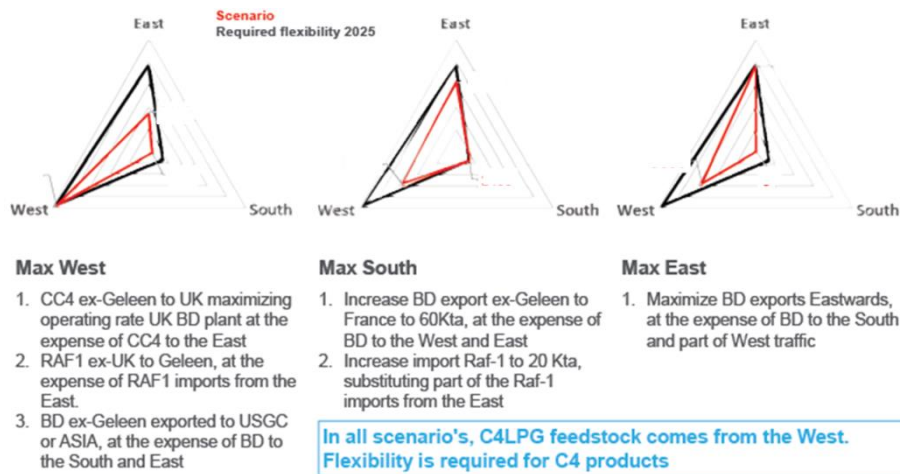 Scenario
Required flexibility 2025
East
East
East
West
South
West
South
West
South
Max West
1. CC4 ex-Geleen to UK maximizing
operating rate UK BD plant at the
expense of CC4 to the East
2. RAF1 ex-UK to Geleen, at the
expense of RAF1 imports from the
East.
3. BD ex-Geleen exported to USGC
or ASIA, at the expense of BD to
the South and East
Max South
1. Increase BD export ex-Geleen to
France to 60Kta, at the expense of
BD to the West and East
2. Increase import Raf-1 to 20 Kta,
substituting part of the Raf-1
imports from the East
Max East
1. Maximize BD exports Eastwards,
at the expense of BD to the South
and part of West traffic
In all scenario's, C4LPG feedstock comes from the West.
Flexibility is required for C4 products